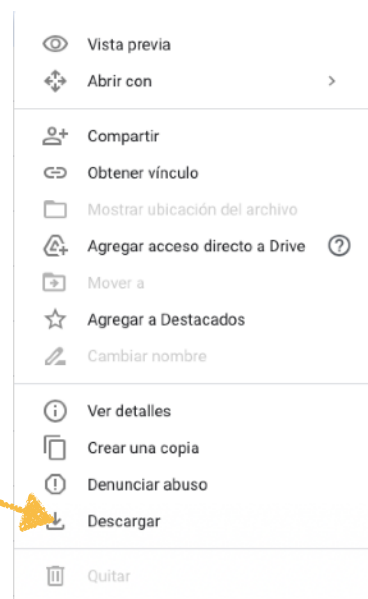 Vista previa
Abrir con
Compartir
Obtener vínculo
Mostrar ubicación del archivo
Agregar acceso directo a Drive
Mover a
Agregar a Destacados
Cambiar nombre
Ver detalles
Crear una copia
Denunciar abuso
Descargar
Quitar